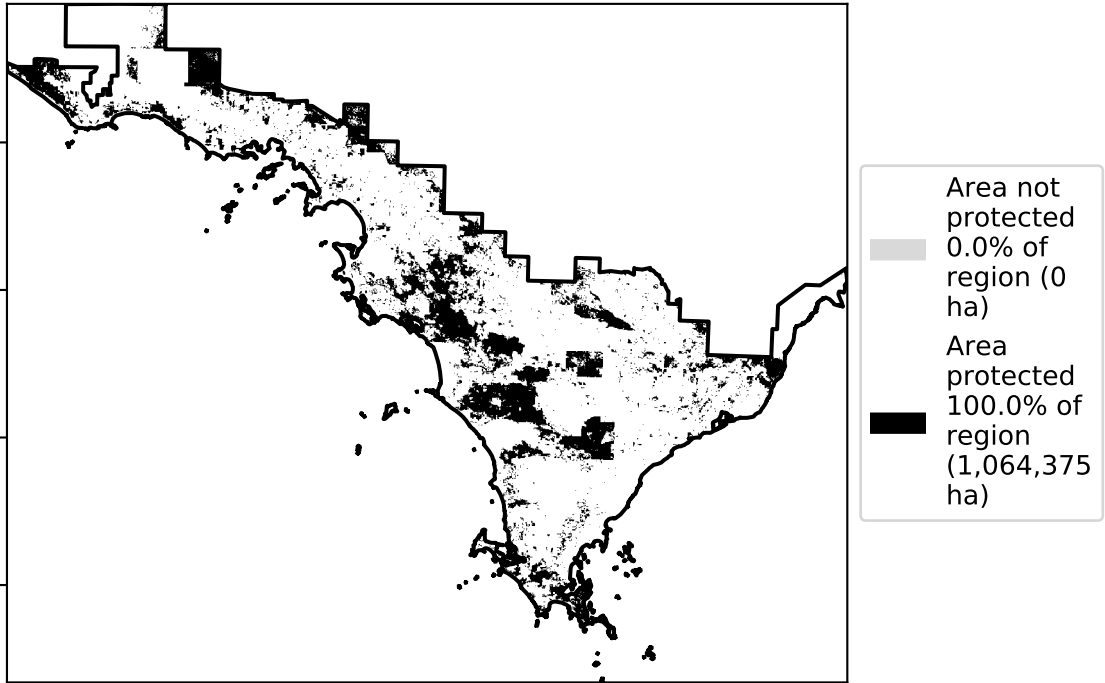 Area not
protected
0.0% of
region (0
ha)
Area
protected
100.0% of
region
(1,064,375
ha)